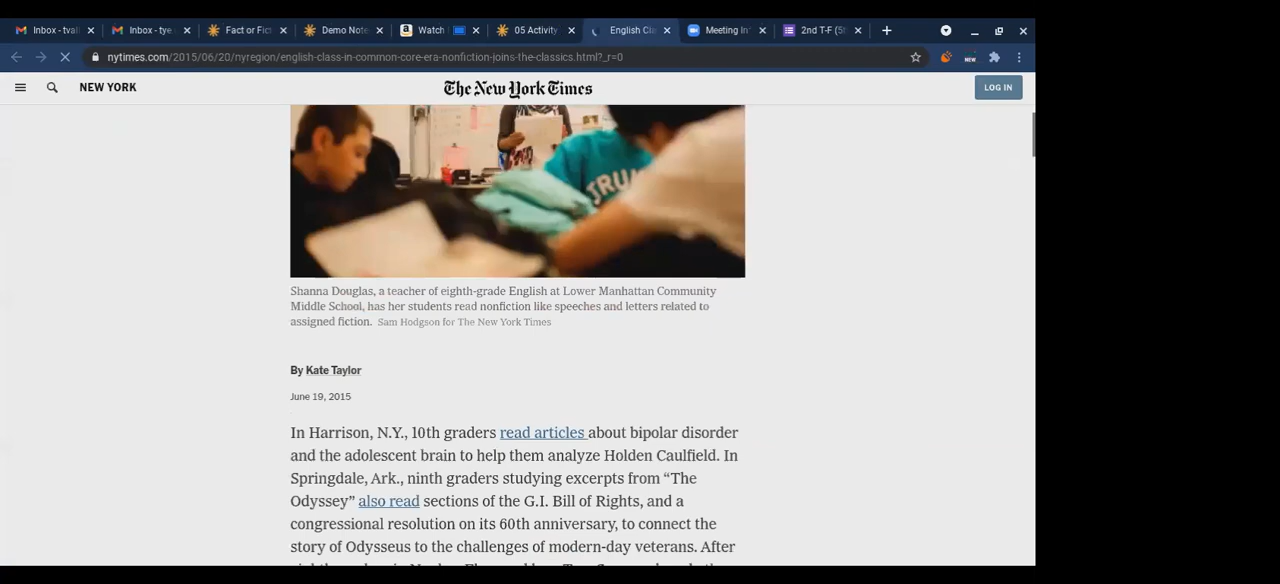 Inbox - tvali
Inbox - tye
Fact or Fic
Demo Note
Watch
05 Activity
English Cla
Meeting In
2nd T-F (5
nytimes.com/2015/06/20/nyregion/english-class-in-common-core-era-nonfiction-joins-the-classics.html?_r=0
NEW
NEW YORK
The New York Times
LOG IN
TRU
Shanna Douglas, a teacher of eighth-grade English at Lower Manhattan Community
Middle School, has her students read nonfiction like speeches and letters related to
assigned fiction. Sam Hodgson for The New York Times
By Kate Taylor
June 19, 2015
In Harrison, N.Y., 10th graders read articles about bipolar disorder
and the adolescent brain to help them analyze Holden Caulfield. In
Springdale, Ark., ninth graders studying excerpts from “The
Odyssey” also read sections of the G.I. Bill of Rights, and a
congressional resolution on its 60th anniversary, to connect the
story of Odysseus to the challenges of modern-day veterans. After